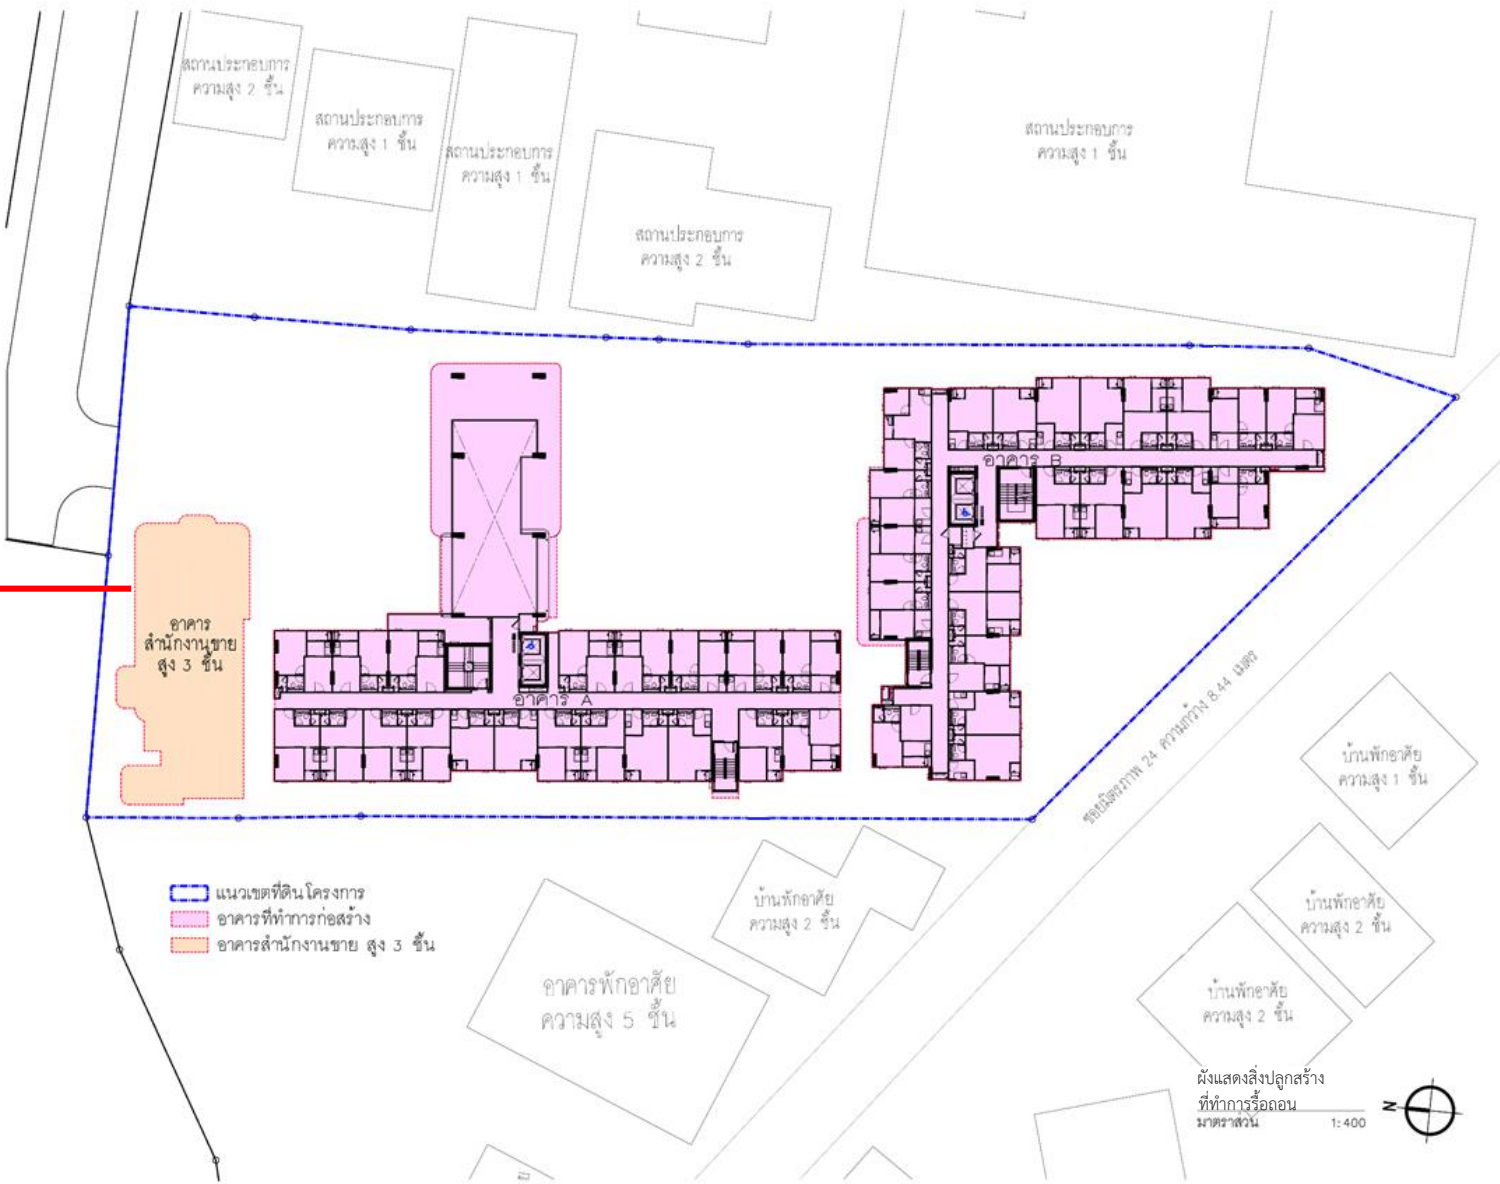 สถานประกอบการ
ความสูง 2 ชั้น
สถานประกอบการ
ความสูง 1 ชั้น
สถานประกอบการ
ความสูง 1 ชั้น
สถานประกอบการ
ความสูง 1 ชั้น
สถานประกอบการ
ความสูง 2 ชั้น
อาคาร B
อาคาร
สำนักงานขาย
สูง 3 ชั้น
อาคาร A
ซอยมิตรภาพ 24 ความกว้าง 8.44 เมตร
บ้านพักอาศัย
ความสูง 1 ชั้น
แนวเขตที่ดินโครงการ
อาคารที่ทำการก่อสร้าง
อาคารสำนักงานขาย สูง 3 ชั้น
บ้านพักอาศัย
ความสูง 2 ชั้น
บ้านพักอาศัย
ความสูง 2 ชั้น
อาคารพักอาศัย
ความสูง 5 ชั้น
บ้านพักอาศัย
ความสูง 2 ชั้น
ผังแสดงสิ่งปลูกสร้าง
ที่ทำการรื้อถอน
มาตราส่วน 1:400
N